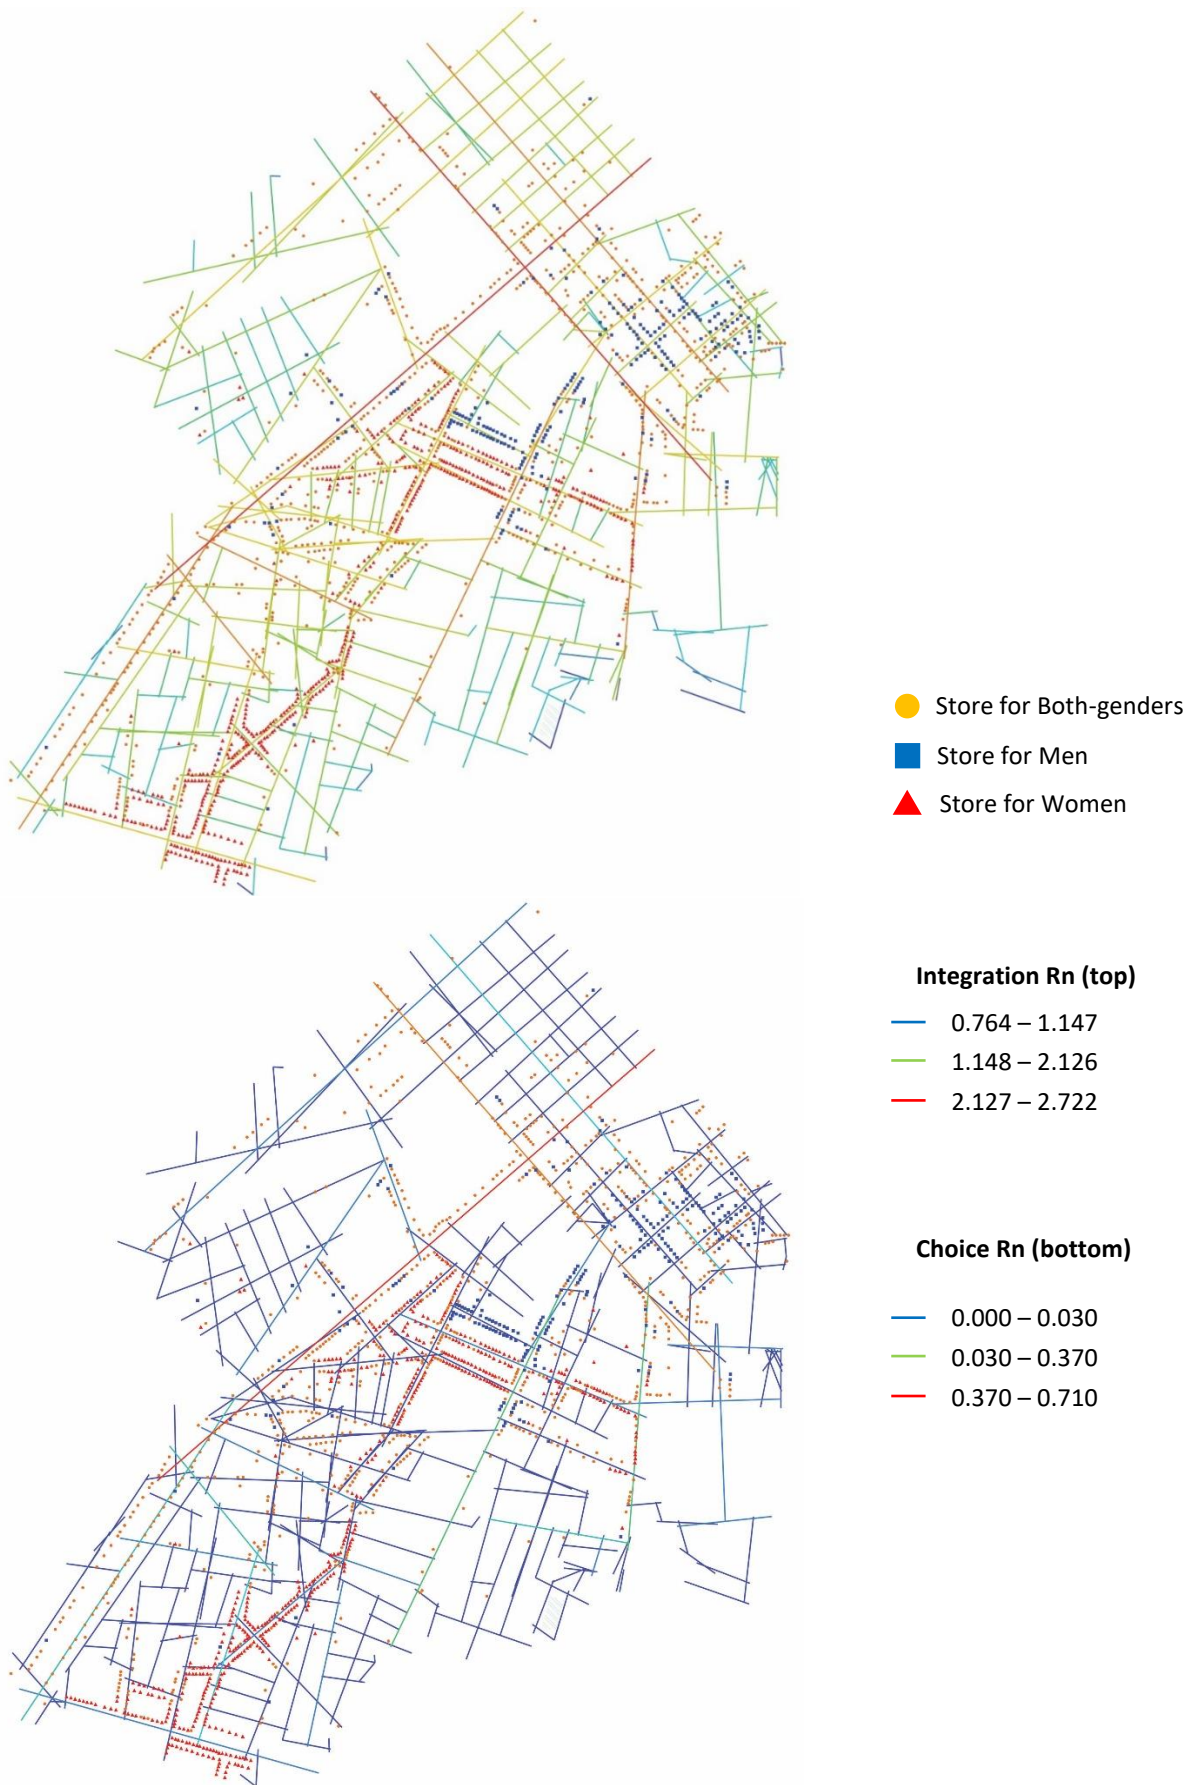 Store for Both-genders
Store for Men
Store for Women
Integration Rn (top)
0.764 – 1.147
1.148 – 2.126
2.127 – 2.722
Choice Rn (bottom)
0.000 – 0.030
0.030 – 0.370
0.370 – 0.710